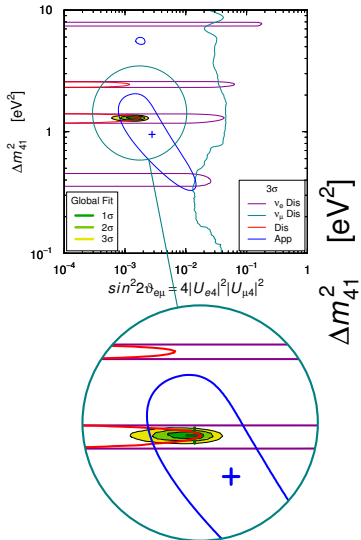 10
Δm²₄₁ [eV²]
1
10⁻¹
10⁻⁴ 10⁻³ 10⁻² 10⁻¹ 1
sin²2ϑₑμ = 4|Uₑ₄|²|Uμ₄|²
Global Fit
1σ
2σ
3σ
3σ
νₑ Dis
νμ Dis
Dis
App
Δm²₄₁ [eV²]